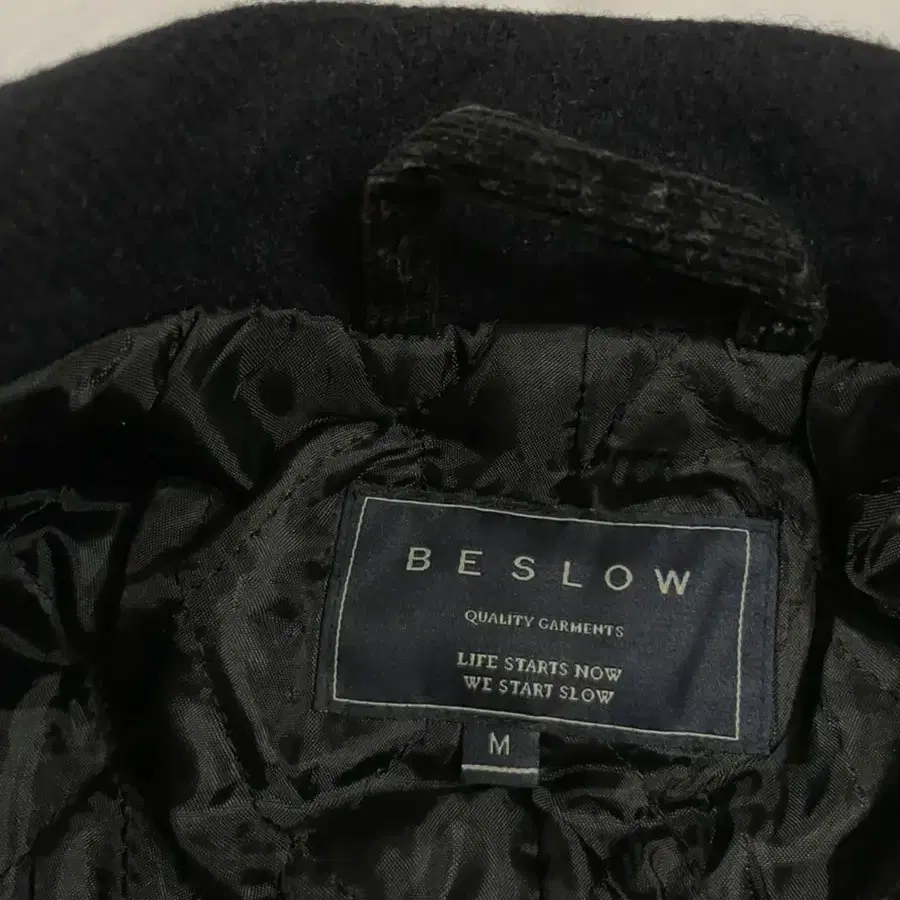 BESLOW
QUALITY GARMENTS
LIFE STARTS NOW
WE START SLOW
M